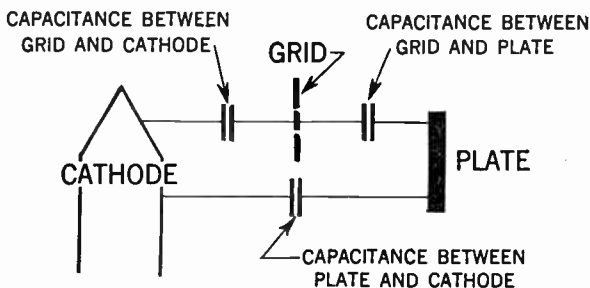 CAPACITANCE BETWEEN
GRID AND CATHODE
GRID
CAPACITANCE BETWEEN
GRID AND PLATE
CATHODE
PLATE
CAPACITANCE BETWEEN
PLATE AND CATHODE